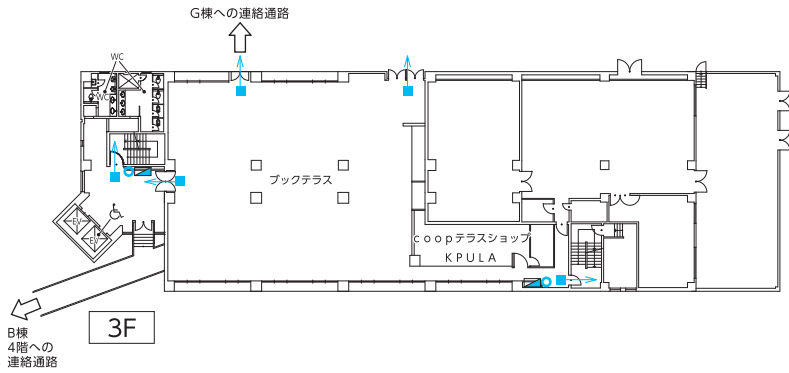 G棟への連絡通路
WC
WC
ブックテラス
EV
EV
coopテラスショップ
KPULA
B棟
4階への
連絡通路
3F